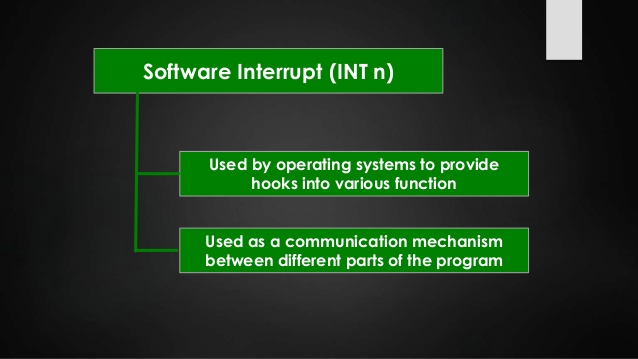 Software Interrupt (INT n)
Used by operating systems to provide
hooks into various function
Used as a communication mechanism
between different parts of the program